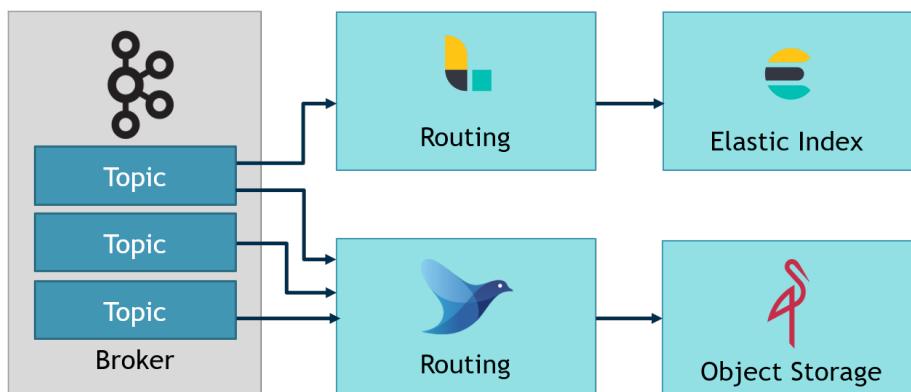 Topic
Topic
Topic
Broker
Routing
Elastic Index
Routing
Object Storage